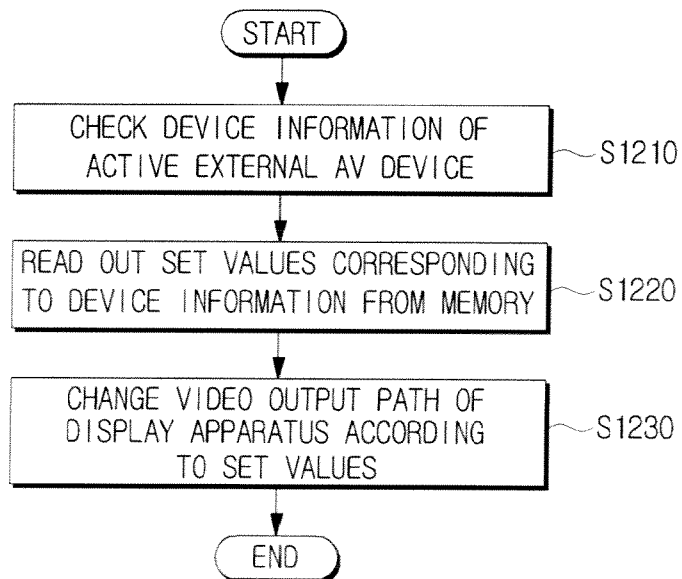 START
CHECK DEVICE INFORMATION OF
ACTIVE EXTERNAL AV DEVICE
S1210
READ OUT SET VALUES CORRESPONDING
TO DEVICE INFORMATION FROM MEMORY
S1220
CHANGE VIDEO OUTPUT PATH OF
DISPLAY APPARATUS ACCORDING
TO SET VALUES
S1230
END